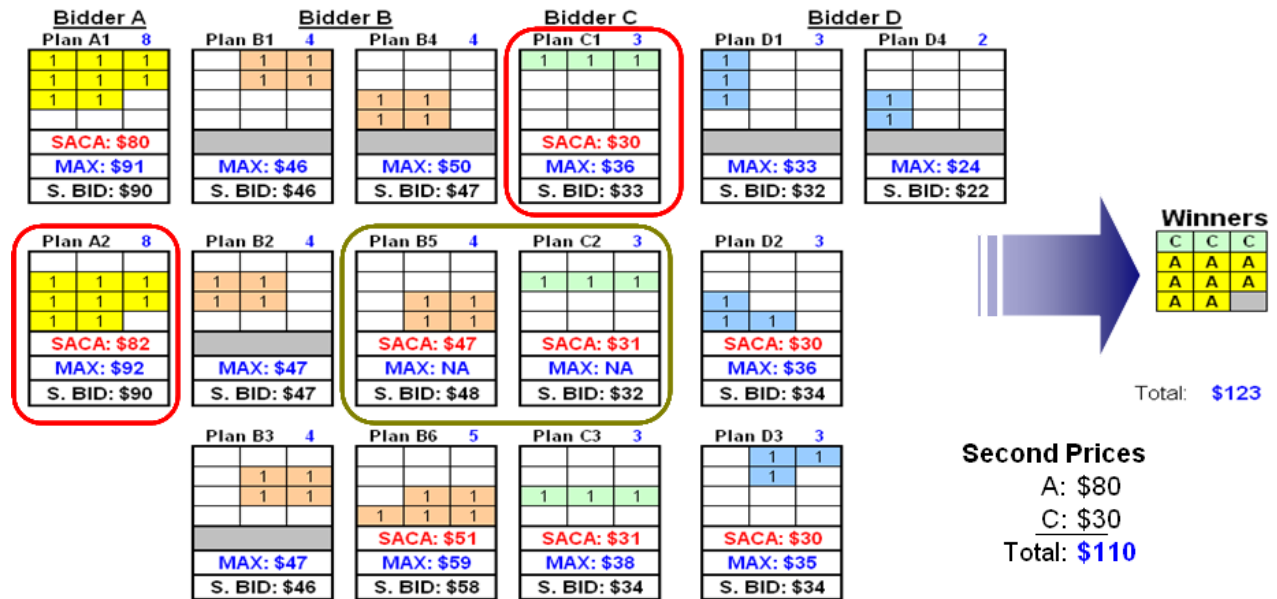 Bidder A Bidder B Bidder C Bidder D
Plan A1 8 Plan B1 4 Plan B4 4 Plan C1 3 Plan D1 3 Plan D4 2
1 1 1 1 1 1 1 1 1
1 1 1 1 1 1
1 1 1 1 1 1
1 1 1
SACA: $80 SACA: $30
MAX: $91 MAX: $46 MAX: $50 MAX: $36 MAX: $33 MAX: $24
S. BID: $90 S. BID: $46 S. BID: $47 S. BID: $33 S. BID: $32 S. BID: $22
Plan A2 8 Plan B2 4 Plan B5 4 Plan C2 3 Plan D2 3
1 1 1 1 1 1 1 1
1 1 1 1 1 1 1 1
1 1 1 1 1 1
SACA: $82 SACA: $47 SACA: $31 SACA: $30
MAX: $92 MAX: $47 MAX: NA MAX: NA MAX: $36
S. BID: $90 S. BID: $47 S. BID: $48 S. BID: $32 S. BID: $34
Plan B3 4 Plan B6 5 Plan C3 3 Plan D3 3
1 1
1 1 1
1 1 1 1 1 1 1
1 1 1
SACA: $51 SACA: $31 SACA: $30
MAX: $47 MAX: $59 MAX: $38 MAX: $35
S. BID: $46 S. BID: $58 S. BID: $34 S. BID: $34
Winners
C C C
A A A
A A A
A A
Total: $123
Second Prices
A: $80
C: $30
Total: $110